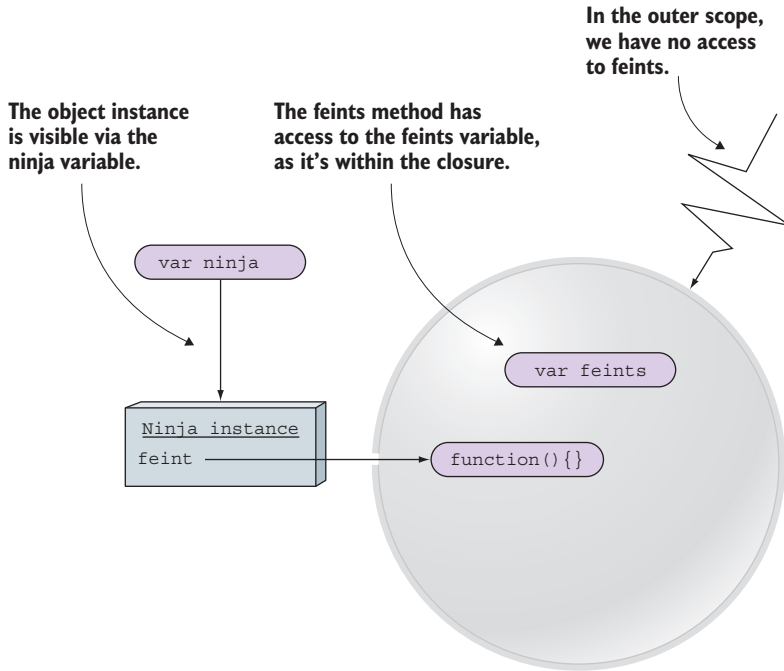 In the outer scope,
we have no access
to feints.
The object instance
is visible via the
ninja variable.
The feints method has
access to the feints variable,
as it's within the closure.
var ninja
var feints
Ninja instance
feint
function(){}